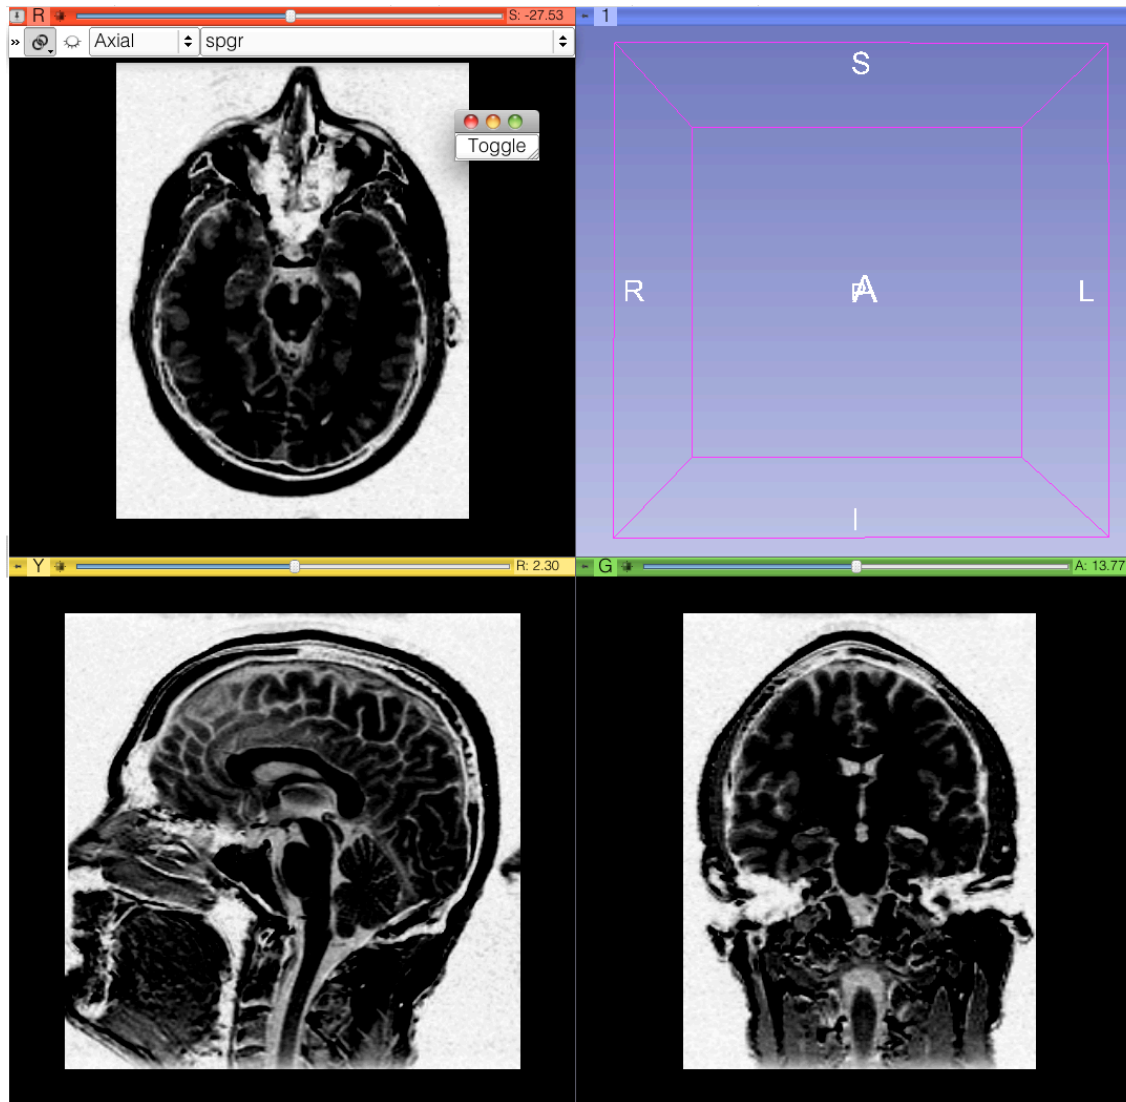 R S: -27.53
» Axial spgr
Toggle
1
S
R A P L
I
Y R: 2.30
G A: 13.77